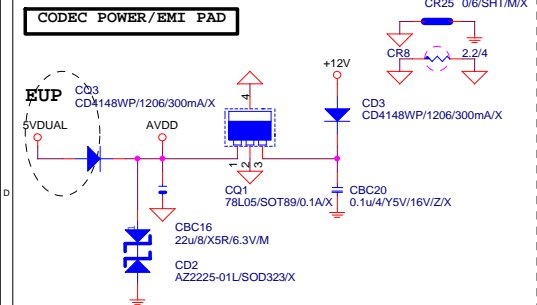 CODEC POWER/EMI PAD
CR25 0/6/SHT/M/X
CR8 2.2/4
+12V
EUP
CQ3
CD4148WP/1206/300mA/X
5VDUAL
AVDD
4
CD3
CD4148WP/1206/300mA/X
1
2
3
CQ1
78L05/SOT89/0.1A/X
CBC20
0.1u/4/Y5V/16V/Z/X
D
CBC16
22u/8/X5R/6.3V/M
CD2
AZ2225-01L/SOD323/X